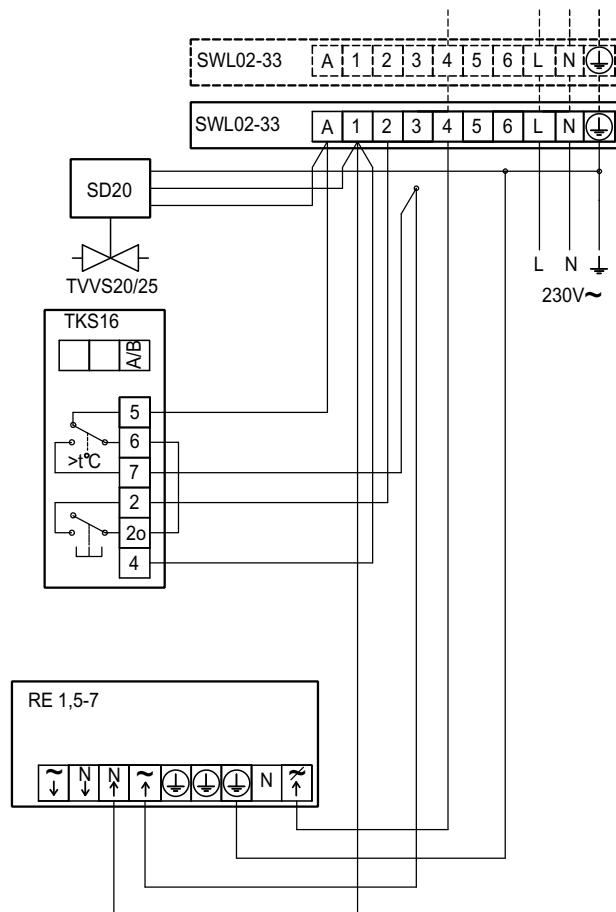 SWL02-33 A 1 2 3 4 5 6 L N
SWL02-33 A 1 2 3 4 5 6 L N
SD20
TVVS20/25
L N
230V~
TKS16
A/B
5
6
7
>t°C
2
2o
4
RE 1,5-7
~ N N ~ N ~